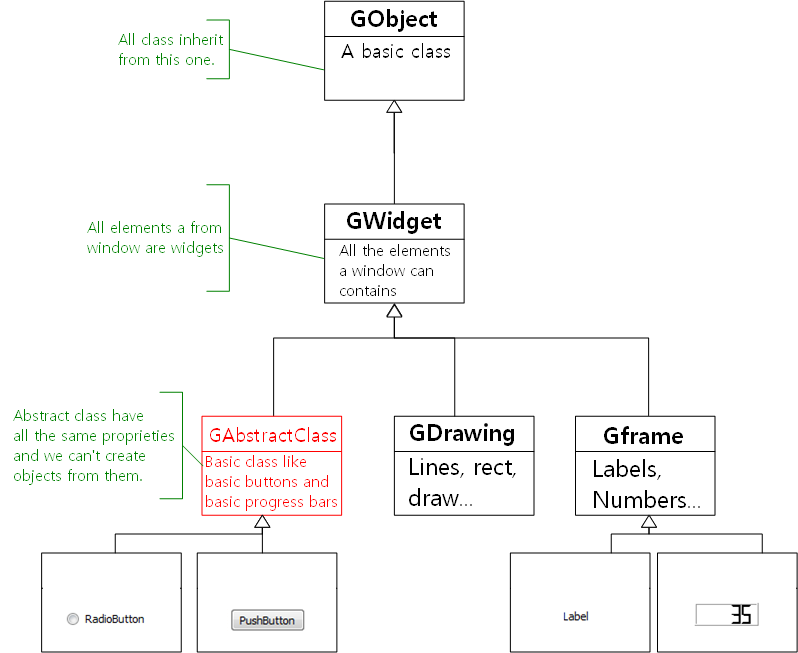 GObject
A basic class
All class inherit
from this one.
GWidget
All the elements
a window can
contains
All elements a from
window are widgets
Abstract class have
all the same proprieties
and we can't create
objects from them.
GAbstractClass
Basic class like
basic buttons and
basic progress bars
GDrawing
Lines, rect,
draw...
Gframe
Labels,
Numbers...
RadioButton
PushButton
Label
35